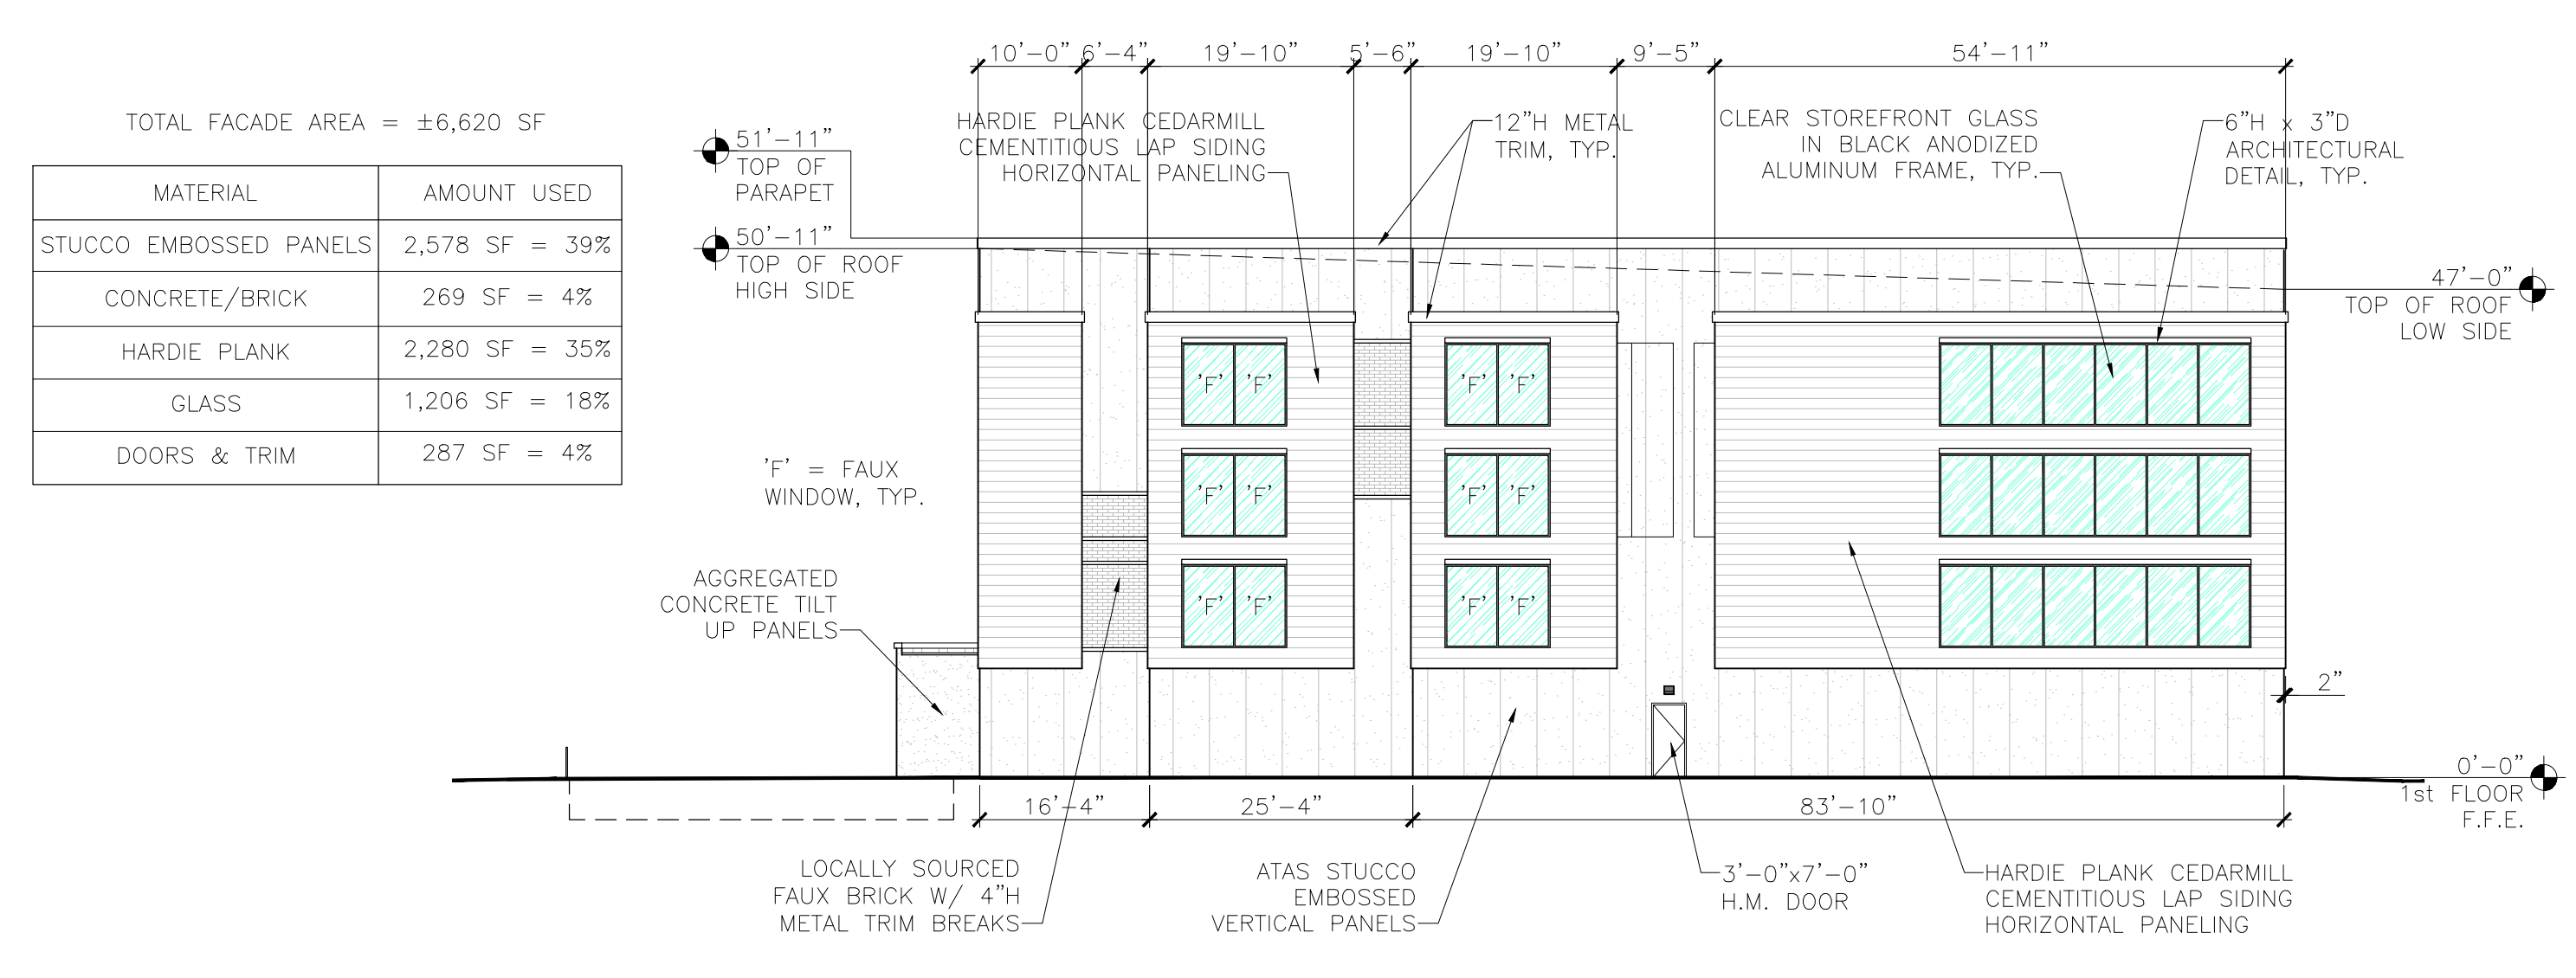 10'-0" 6'-4" 19'-10" 5'-6" 19'-10" 9'-5" 54'-11"
TOTAL FACADE AREA = ±6,620 SF
MATERIAL AMOUNT USED
STUCCO EMBOSSED PANELS 2,578 SF = 39%
CONCRETE/BRICK 269 SF = 4%
HARDIE PLANK 2,280 SF = 35%
GLASS 1,206 SF = 18%
DOORS & TRIM 287 SF = 4%
51'-11"
TOP OF
PARAPET
50'-11"
TOP OF ROOF
HIGH SIDE
HARDIE PLANK CEDARMILL
CEMENTITIOUS LAP SIDING
HORIZONTAL PANELING
12"H METAL
TRIM, TYP.
CLEAR STOREFRONT GLASS
IN BLACK ANODIZED
ALUMINUM FRAME, TYP.
6"H x 3"D
ARCHITECTURAL
DETAIL, TYP.
47'-0"
TOP OF ROOF
LOW SIDE
'F' 'F' 'F' 'F'
'F' = FAUX
WINDOW, TYP.
'F' 'F' 'F' 'F'
'F' 'F' 'F' 'F'
AGGREGATED
CONCRETE TILT
UP PANELS
2"
0'-0"
1st FLOOR
F.F.E.
16'-4" 25'-4" 83'-10"
LOCALLY SOURCED
FAUX BRICK W/ 4"H
METAL TRIM BREAKS
ATAS STUCCO
EMBOSSED
VERTICAL PANELS
3'-0"x7'-0"
H.M. DOOR
HARDIE PLANK CEDARMILL
CEMENTITIOUS LAP SIDING
HORIZONTAL PANELING